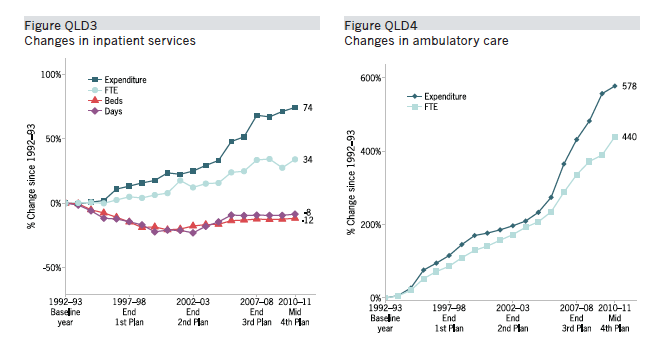 Figure QLD3
Changes in inpatient services
100%
50%
0%
-50%
% Change since 1992–93
Expenditure
FTE
Beds
Days
74
34
-8
-12
1992–93
Baseline
year
1997–98
End
1st Plan
2002–03
End
2nd Plan
2007–08
End
3rd Plan
2010–11
Mid
4th Plan
Figure QLD4
Changes in ambulatory care
600%
400%
200%
0%
% Change since 1992–93
Expenditure
FTE
578
440
1992–93
Baseline
year
1997–98
End
1st Plan
2002–03
End
2nd Plan
2007–08
End
3rd Plan
2010–11
Mid
4th Plan